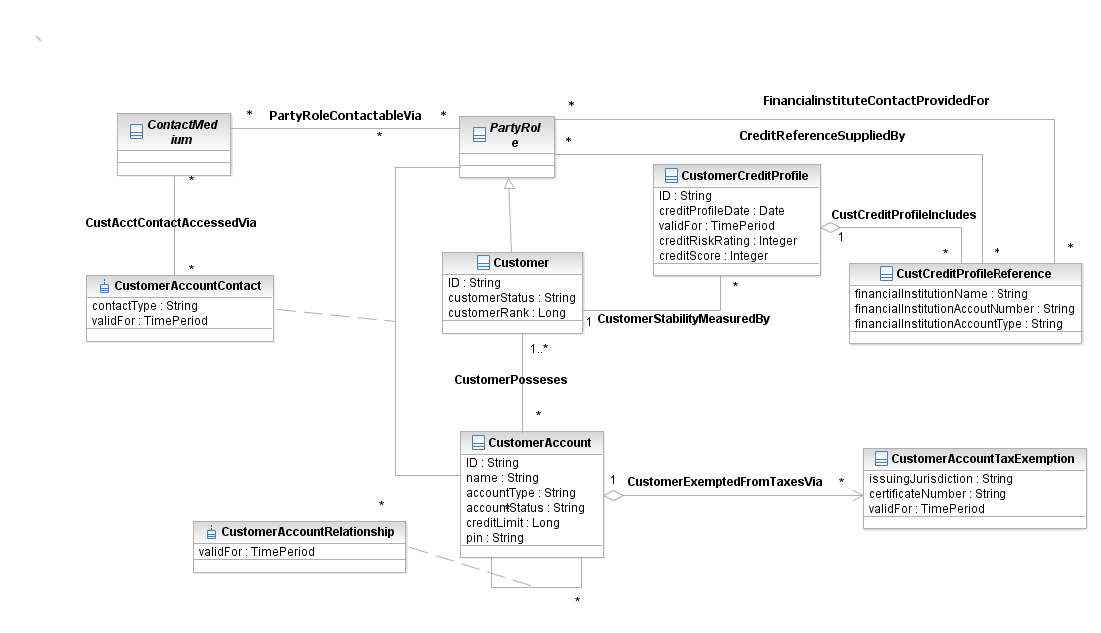 *
FinancialinstituteContactProvidedFor
*
PartyRoleContactableVia
*
ContactMed
ium
PartyRol
e
*
CreditReferenceSuppliedBy
*
CustomerCreditProfile
ID : String
creditProfileDate : Date
validFor : TimePeriod
creditRiskRating : Integer
creditScore : Integer
*
CustAcctContactAccessedVia
*
CustCreditProfileIncludes
1
*
*
*
Customer
ID : String
customerStatus : String
customerRank : Long
CustCreditProfileReference
financialInstitutionName : String
financialInstitutionAccoutNumber : String
financialInstitutionAccountType : String
CustomerAccountContact
contactType : String
validFor : TimePeriod
*
1
CustomerStabilityMeasuredBy
1..*
CustomerPosseses
*
CustomerAccount
ID : String
name : String
accountType : String
accountStatus : String
creditLimit : Long
pin : String
1
CustomerExemptedFromTaxesVia
*
CustomerAccountTaxExemption
issuingJurisdiction : String
certificateNumber : String
validFor : TimePeriod
*
CustomerAccountRelationship
validFor : TimePeriod
*